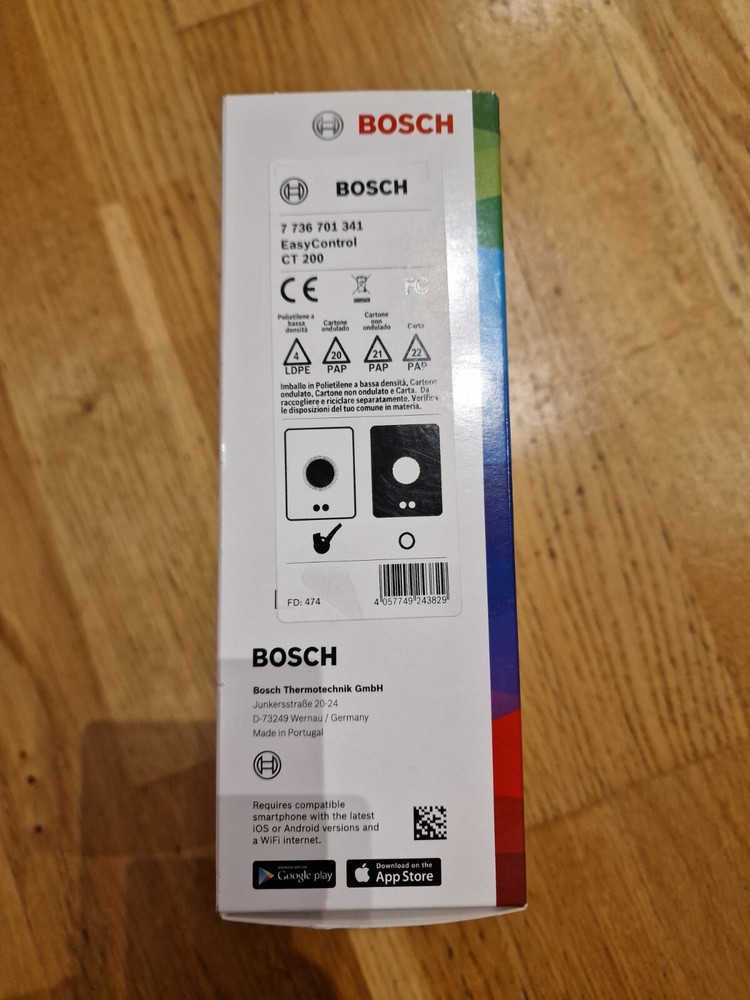 BOSCH
BOSCH
7 736 701 341
EasyControl
CT 200
CE FC
Polietilene a bassa densità
Cartone ondulato
Cartone non ondulato
Carta
4 20 21 22
LDPE PAP PAP PAP
Imballo in Polietilene a bassa densità, Cartone
ondulato, Cartone non ondulato e Carta. Da
raccogliere e riciclare separatamente. Verifica
le disposizioni del tuo comune in materia.
FD: 474
4 057749 243829
BOSCH
Bosch Thermotechnik GmbH
Junkersstraße 20-24
D-73249 Wernau / Germany
Made in Portugal
Requires compatible
smartphone with the latest
iOS or Android versions and
a WiFi internet.
Google play
Download on the
App Store